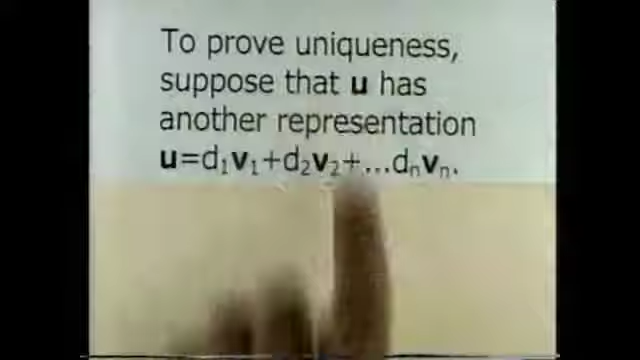 To prove uniqueness,
suppose that u has
another representation
u=d₁v₁+d₂v₂+...dₙvₙ.